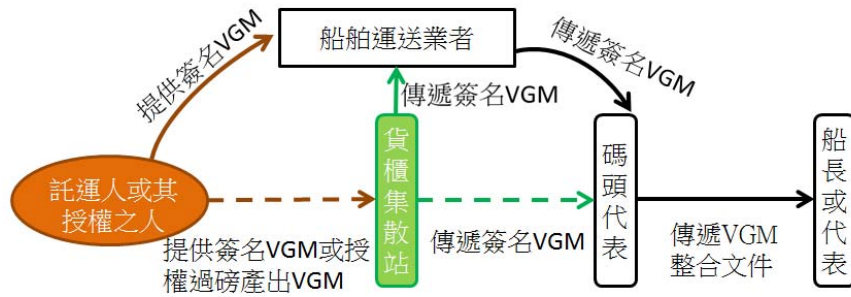 提供簽名VGM
船舶運送業者
傳遞簽名VGM
傳遞簽名VGM
託運人或其
授權之人
貨櫃集散站
碼頭代表
船長或代表
提供簽名VGM或授
權過磅產出VGM
傳遞簽名VGM
傳遞VGM
整合文件